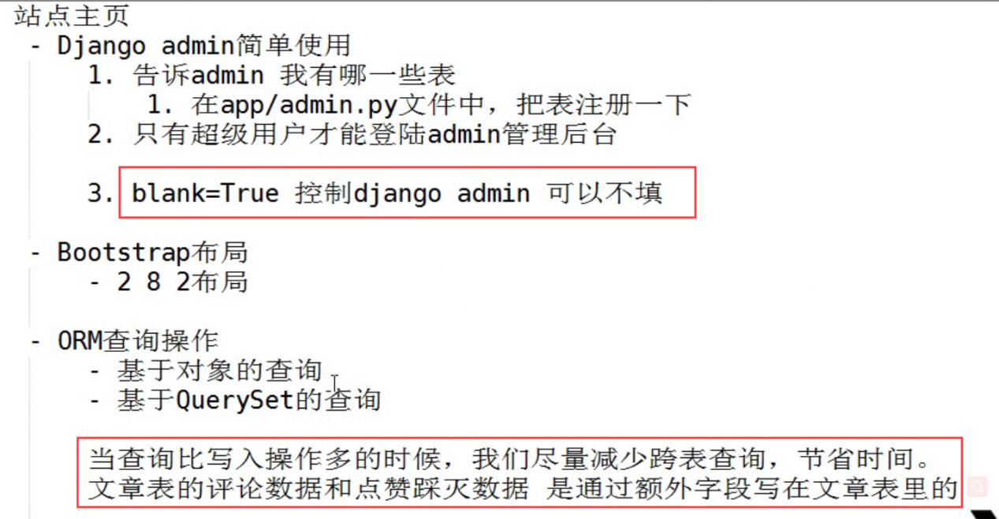 站点主页
- Django admin简单使用
1. 告诉admin 我有哪一些表
1. 在app/admin.py文件中，把表注册一下
2. 只有超级用户才能登陆admin管理后台
3. blank=True 控制django admin 可以不填
- Bootstrap布局
- 2 8 2布局
- ORM查询操作
- 基于对象的查询
- 基于QuerySet的查询
当查询比写入操作多的时候，我们尽量减少跨表查询，节省时间。
文章表的评论数据和点赞踩灭数据 是通过额外字段写在文章表里的